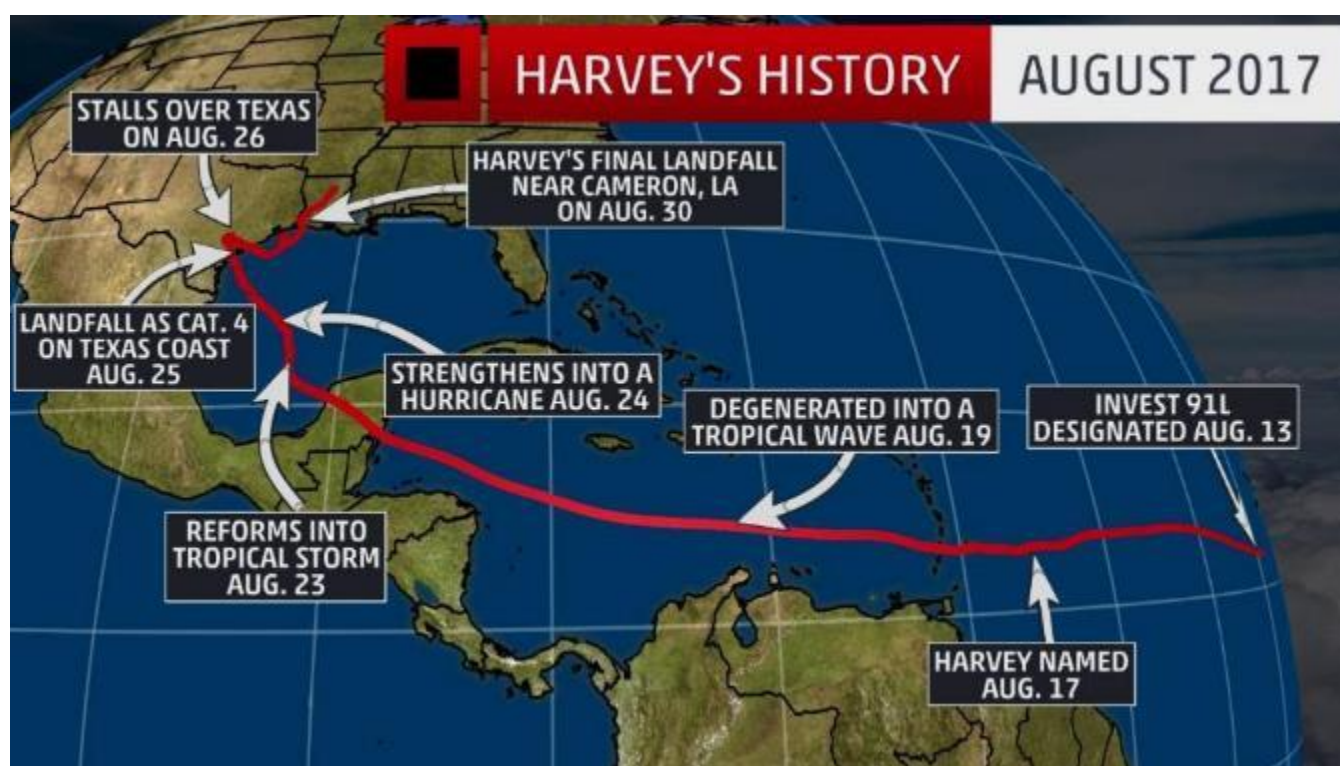 HARVEY'S HISTORY
AUGUST 2017
STALLS OVER TEXAS
ON AUG. 26
HARVEY'S FINAL LANDFALL
NEAR CAMERON, LA
ON AUG. 30
LANDFALL AS CAT. 4
ON TEXAS COAST
AUG. 25
STRENGTHENS INTO A
HURRICANE AUG. 24
DEGENERATED INTO A
TROPICAL WAVE AUG. 19
INVEST 91L
DESIGNATED AUG. 13
REFORMS INTO
TROPICAL STORM
AUG. 23
HARVEY NAMED
AUG. 17